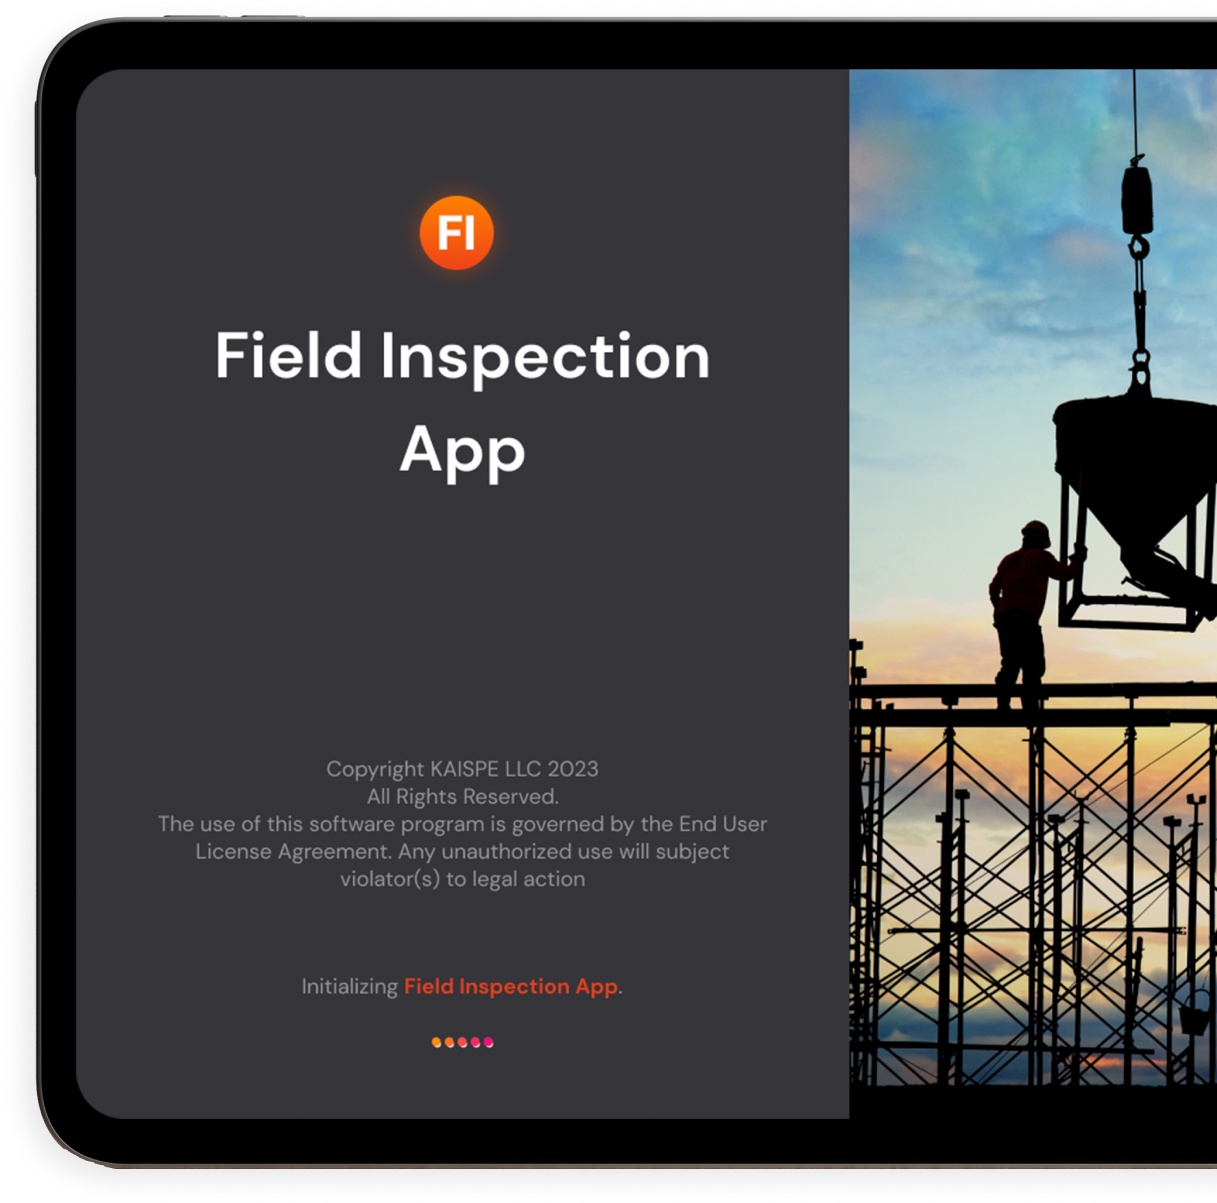 FI
Field Inspection
App
Copyright KAISPE LLC 2023
All Rights Reserved.
The use of this software program is governed by the End User
License Agreement. Any unauthorized use will subject
violator(s) to legal action
Initializing Field Inspection App.